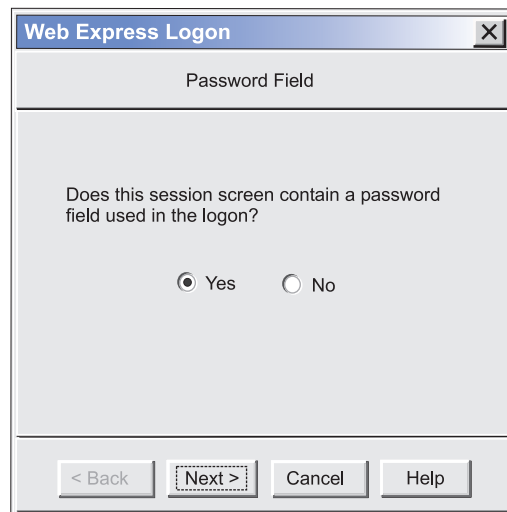 Web Express Logon
Password Field
Does this session screen contain a password
field used in the logon?
Yes No
< Back Next > Cancel Help